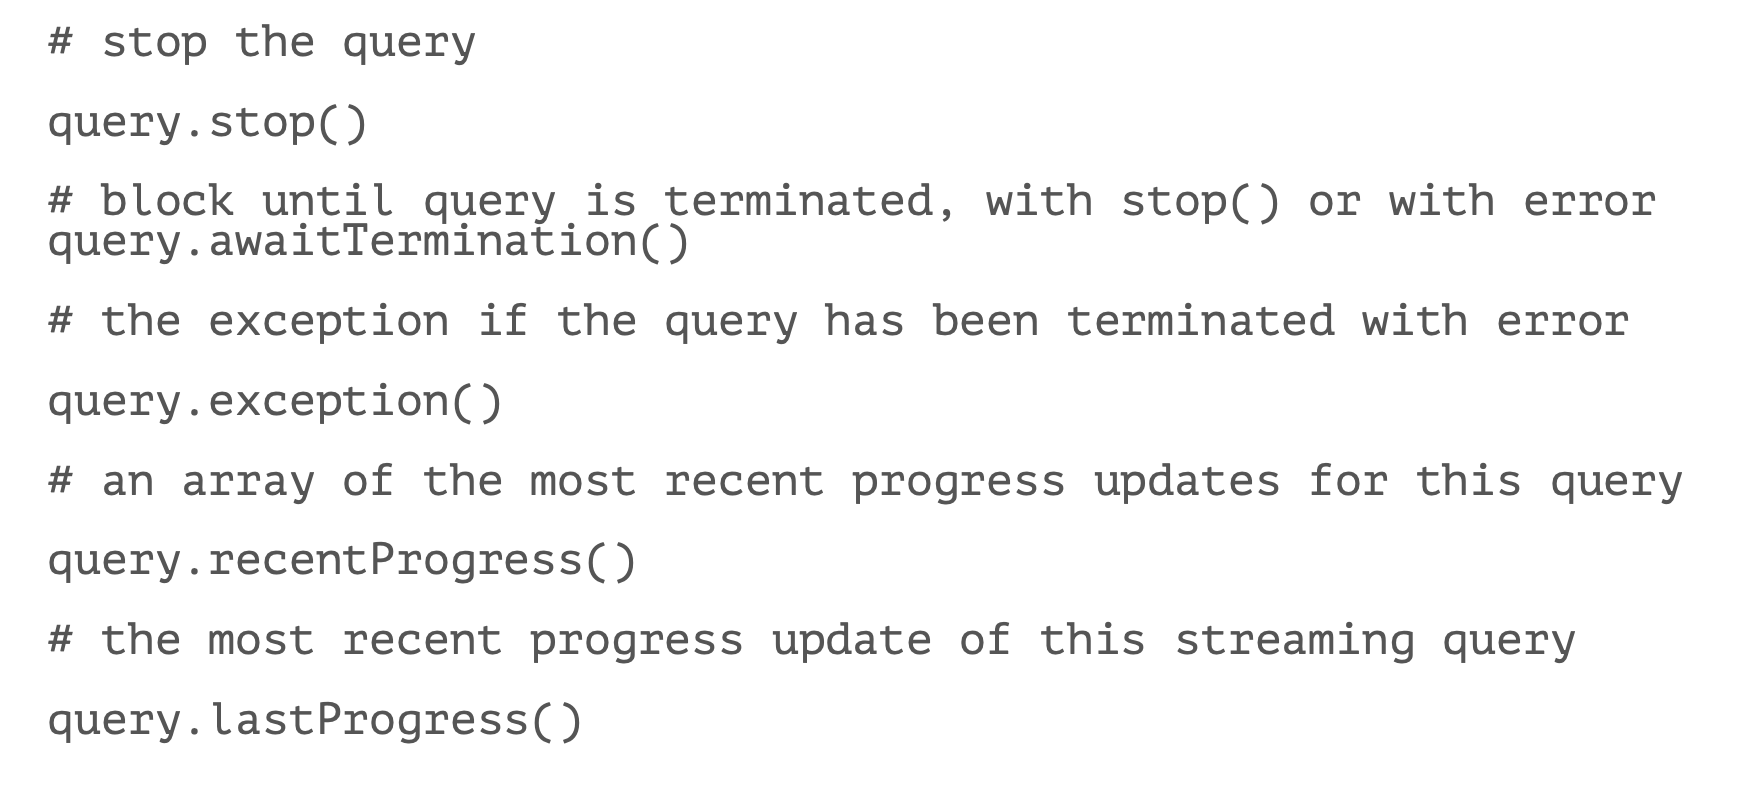 # stop the query
query.stop()
# block until query is terminated, with stop() or with error
query.awaitTermination()
# the exception if the query has been terminated with error
query.exception()
# an array of the most recent progress updates for this query
query.recentProgress()
# the most recent progress update of this streaming query
query.lastProgress()